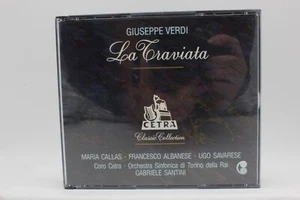 GIUSEPPE VERDI
La Traviata
CETRA
Classic Collection
MARIA CALLAS - FRANCESCO ALBANESE - UGO SAVARESE
Coro Cetra - Orchestra Sinfonica di Torino della Rai
GABRIELE SANTINI